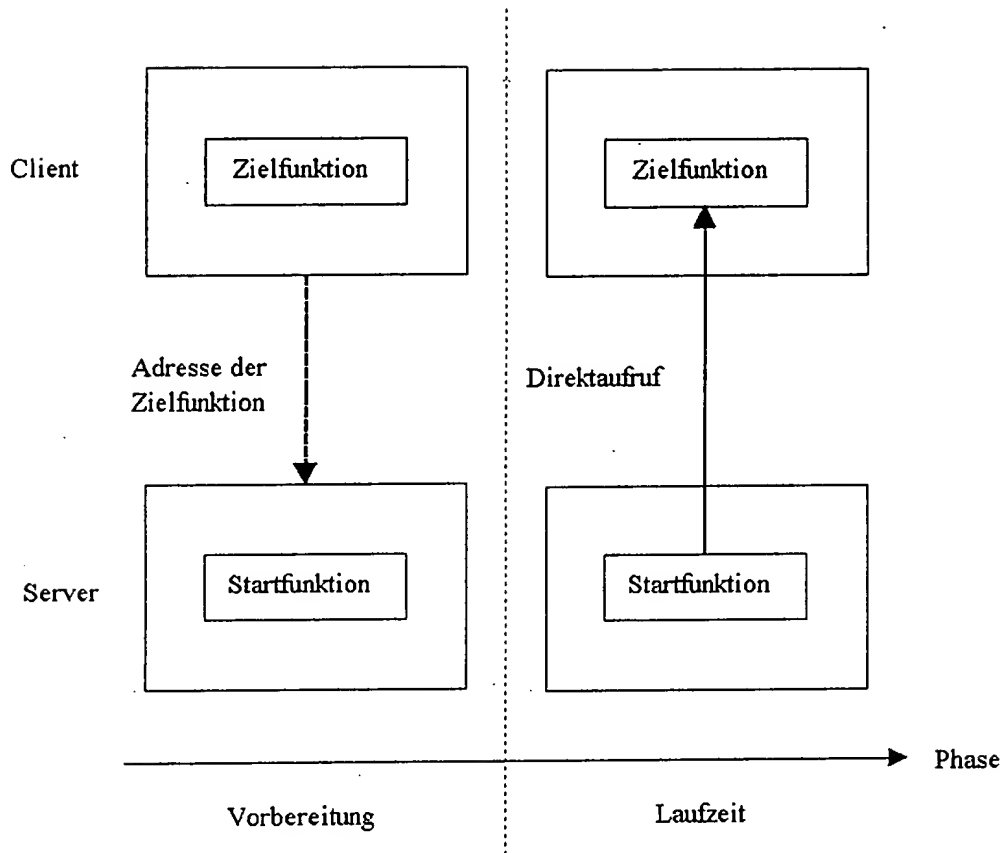 Client
Zielfunktion
Zielfunktion
Adresse der
Zielfunktion
Direktaufruf
Server
Startfunktion
Startfunktion
Phase
Vorbereitung
Laufzeit